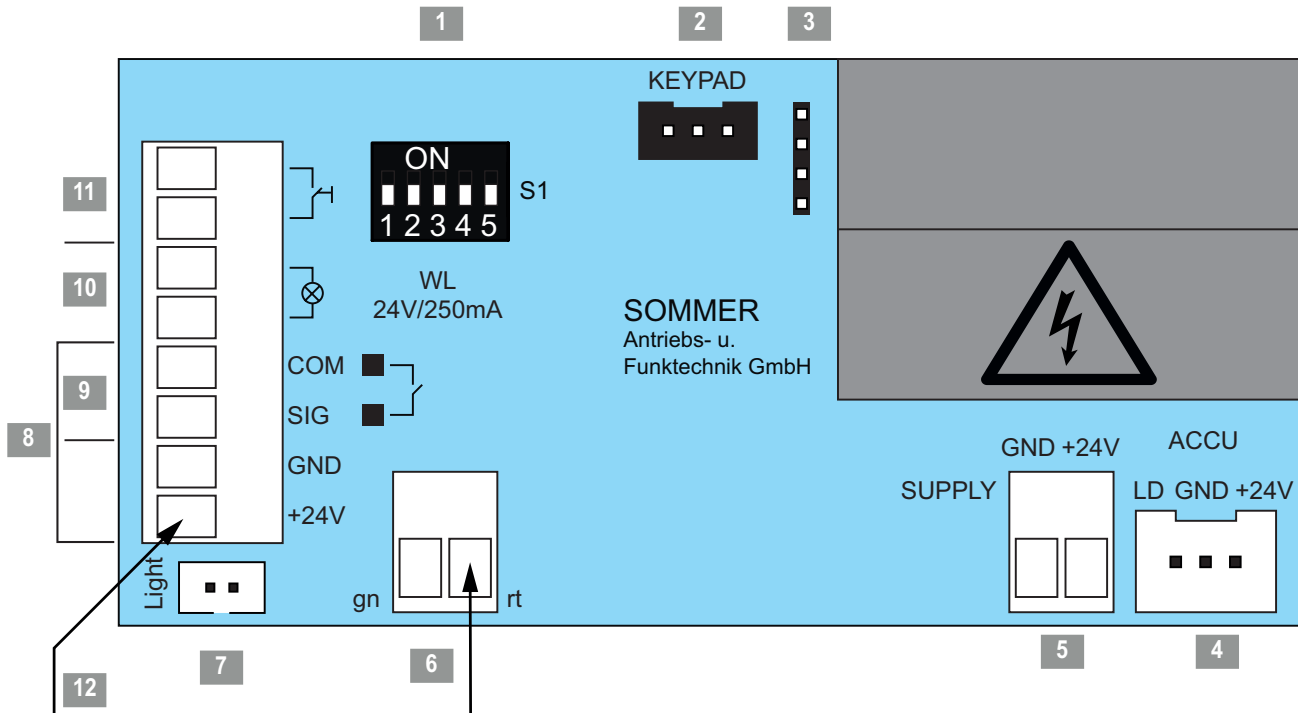 1
2
3
KEYPAD
ON
1 2 3 4 5
S1
11
10
WL
24V/250mA
SOMMER
Antriebs- u.
Funktechnik GmbH
COM
9
SIG
8
GND
+24V
GND +24V
ACCU
SUPPLY
LD GND +24V
Light
gn
rt
7
6
5
4
12